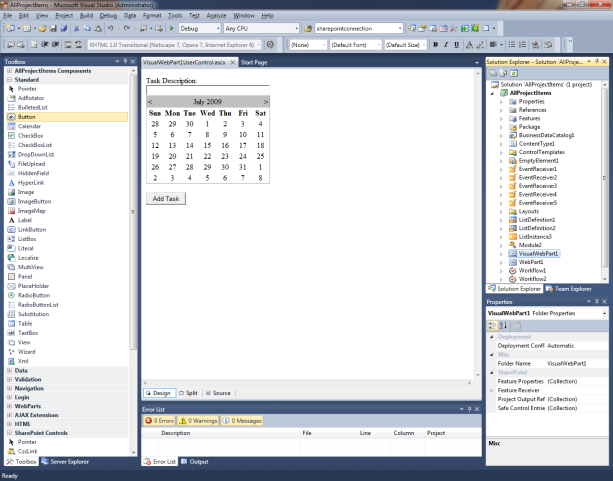 AllProjectItems - Microsoft Visual Studio (Administrator)
File Edit View Project Build Debug Data Format Tools Test Analyze Window Help
Debug Any CPU sharepointconnection
XHTML 1.0 Transitional (Netscape 7, Opera 7, Internet Explorer 6) (None) (Default Font) (Default Size) B I U A
Toolbox
AllProjectItems Components
Standard
Pointer
AdRotator
BulletedList
Button
Calendar
CheckBox
CheckBoxList
DropDownList
FileUpload
HiddenField
HyperLink
Image
ImageButton
ImageMap
Label
LinkButton
ListBox
Literal
Localize
MultiView
Panel
PlaceHolder
RadioButton
RadioButtonList
Substitution
Table
TextBox
View
Wizard
Xml
Data
Validation
Navigation
Login
WebParts
AJAX Extensions
HTML
SharePoint Controls
Pointer
CssLink
Toolbox Server Explorer
VisualWebPart1UserControl.ascx Start Page
Task Description:
< July 2009 >
Sun Mon Tue Wed Thu Fri Sat
28 29 30 1 2 3 4
5 6 7 8 9 10 11
12 13 14 15 16 17 18
19 20 21 22 23 24 25
26 27 28 29 30 31 1
2 3 4 5 6 7 8
Add Task
Design Split Source
Error List
0 Errors 0 Warnings 0 Messages
Description File Line Column Project
Error List Output
Solution Explorer - Solution 'AllProje...
Solution 'AllProjectItems' (1 project)
AllProjectItems
Properties
References
Features
Package
BusinessDataCatalog1
ContentType1
ControlTemplates
EmptyElement1
EventReceiver1
EventReceiver2
EventReceiver3
EventReceiver4
EventReceiver5
Layouts
ListDefinition1
ListDefinition2
ListInstance3
Module2
VisualWebPart1
WebPart1
Workflow1
Workflow2
Solution Explorer Team Explorer
Properties
VisualWebPart1 Folder Properties
Deployment
Deployment Confl Automatic
Misc
Folder Name VisualWebPart1
SharePoint
Feature Properties (Collection)
Feature Receiver
Project Output Ref (Collection)
Safe Control Entrie (Collection)
Misc
Ready